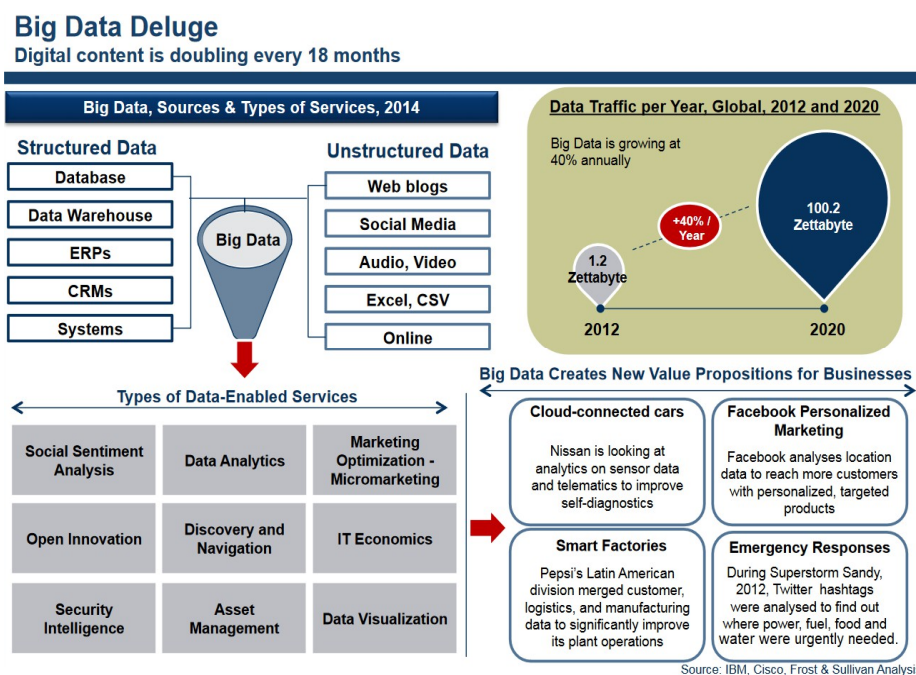 Big Data Deluge
Digital content is doubling every 18 months
Big Data, Sources & Types of Services, 2014
Structured Data
Database
Data Warehouse
ERPs
CRMs
Systems
Big Data
Unstructured Data
Web blogs
Social Media
Audio, Video
Excel, CSV
Online
Data Traffic per Year, Global, 2012 and 2020
Big Data is growing at
40% annually
+40% /
Year
1.2
Zettabyte
100.2
Zettabyte
2012
2020
Types of Data-Enabled Services
Social Sentiment
Analysis
Data Analytics
Marketing
Optimization -
Micromarketing
Open Innovation
Discovery and
Navigation
IT Economics
Security
Intelligence
Asset
Management
Data Visualization
Big Data Creates New Value Propositions for Businesses
Cloud-connected cars
Nissan is looking at
analytics on sensor data
and telematics to improve
self-diagnostics
Facebook Personalized
Marketing
Facebook analyses location
data to reach more customers
with personalized, targeted
products
Smart Factories
Pepsi's Latin American
division merged customer,
logistics, and manufacturing
data to significantly improve
its plant operations
Emergency Responses
During Superstorm Sandy,
2012, Twitter hashtags
were analysed to find out
where power, fuel, food and
water were urgently needed.
Source: IBM, Cisco, Frost & Sullivan Analysi